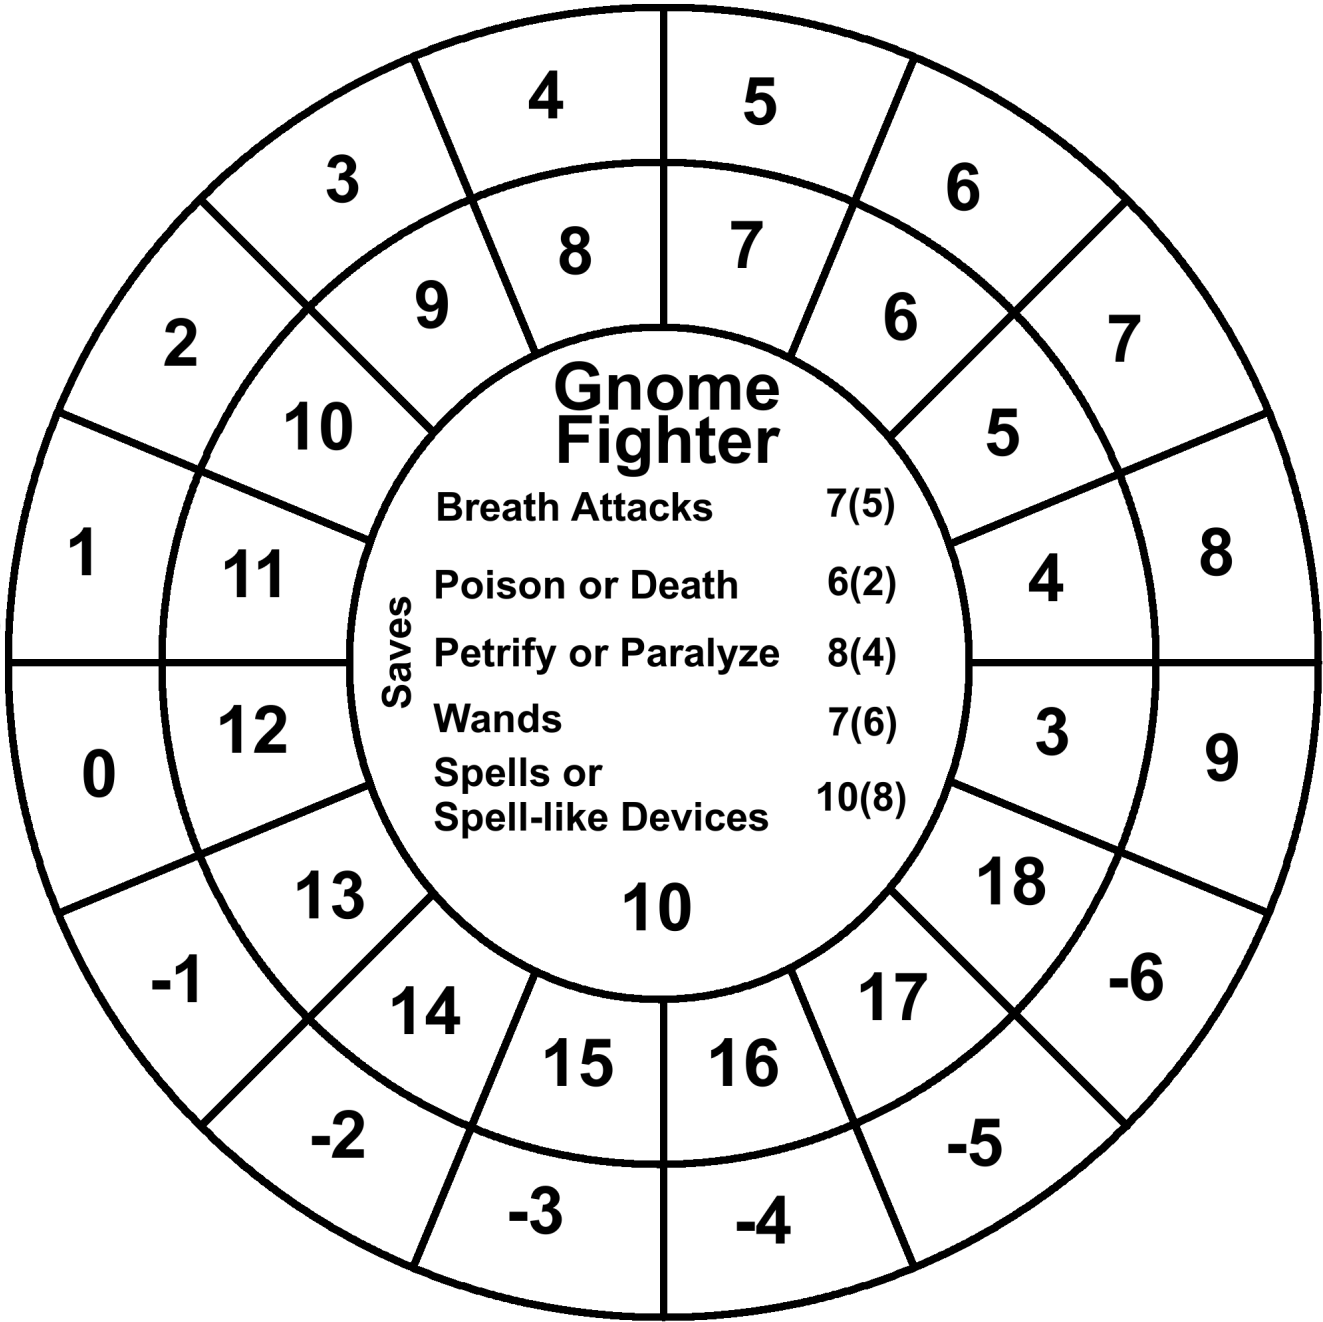 4 5
3 6
8 7
9 6
2 7
10 5
Gnome
Fighter
Breath Attacks 7(5)
1 8
11 4
Poison or Death 6(2)
Saves
Petrify or Paralyze 8(4)
Wands 7(6)
12 3
0 9
Spells or
Spell-like Devices 10(8)
13 18
10
-1 -6
14 17
15 16
-2 -5
-3 -4